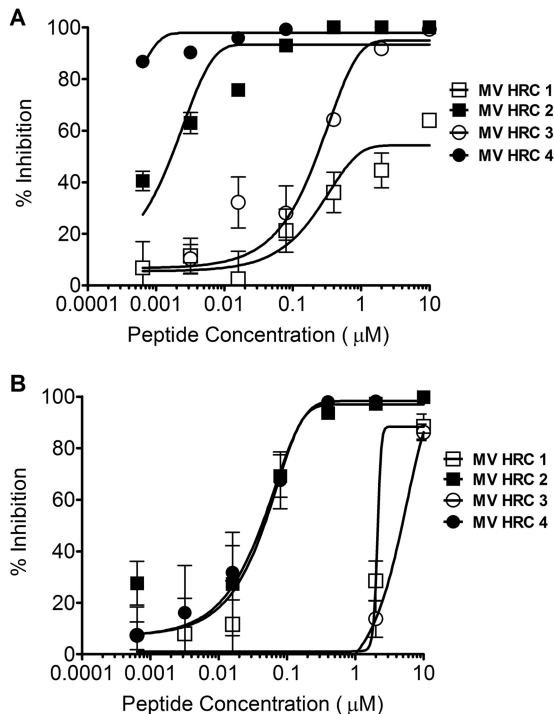 A
100
80
60
40
20
0
% Inhibition
0.0001 0.001 0.01 0.1 1 10
Peptide Concentration ( µM)
MV HRC 1
MV HRC 2
MV HRC 3
MV HRC 4
B
100
80
60
40
20
0
% Inhibition
0.0001 0.001 0.01 0.1 1 10
Peptide Concentration ( µM)
MV HRC 1
MV HRC 2
MV HRC 3
MV HRC 4